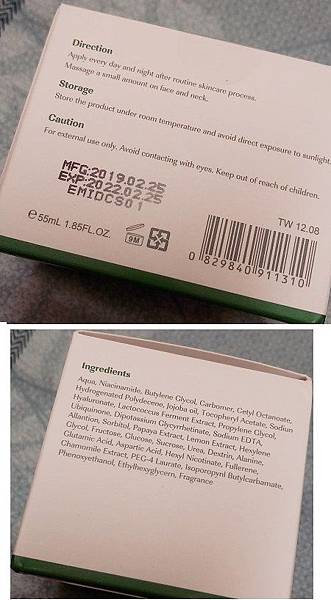 Direction
Apply every day and night after routine skincare process.
Massage a small amount on face and neck.
Storage
Store the product under room temperature and avoid direct exposure to sunlight.
Caution
For external use only. Avoid contacting with eyes. Keep out of reach of children.
MFG:2019.02.25
EXP:2022.02.25
EMIDCS01
e 55mL 1.85FL.OZ.
9M
TW 12.08
0 829840 911310
Ingredients
Aqua, Niacinamide, Butylene Glycol, Carbomer, Cetyl Octanoate,
Hydrogenated Polydecene, Jojoba oil, Tocopheryl Acetate, Sodiun
Hyaluronate, Lactococcus Ferment Extract, Propylene Glycol,
Ubiquinone, Dipotassium Glycyrrhetinate, Sodium EDTA,
Allantion, Sorbitol, Papaya Extract, Lemon Extract, Hexylene
Glycol, Fructose, Glucose, Sucrose, Urea, Dextrin, Alanine,
Glutamic Acid, Aspartic Acid, Hexyl Nicotinate, Fullerene,
Chamomile Extract, PEG-4 Laurate, Isoporopynl Butylcarbamate,
Phenoxyethanol, Ethylhexyglycern, Fragrance